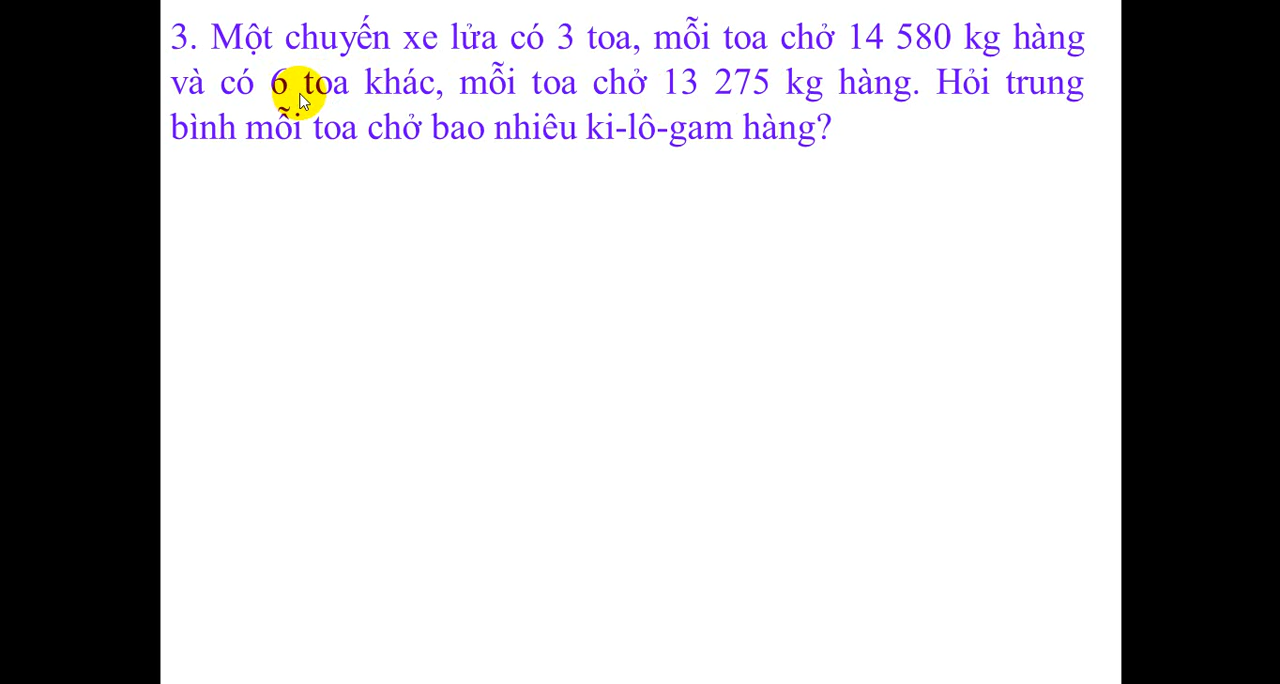 3. Một chuyến xe lửa có 3 toa, mỗi toa chở 14 580 kg hàng
và có 6 toa khác, mỗi toa chở 13 275 kg hàng. Hỏi trung
bình mỗi toa chở bao nhiêu ki-lô-gam hàng?